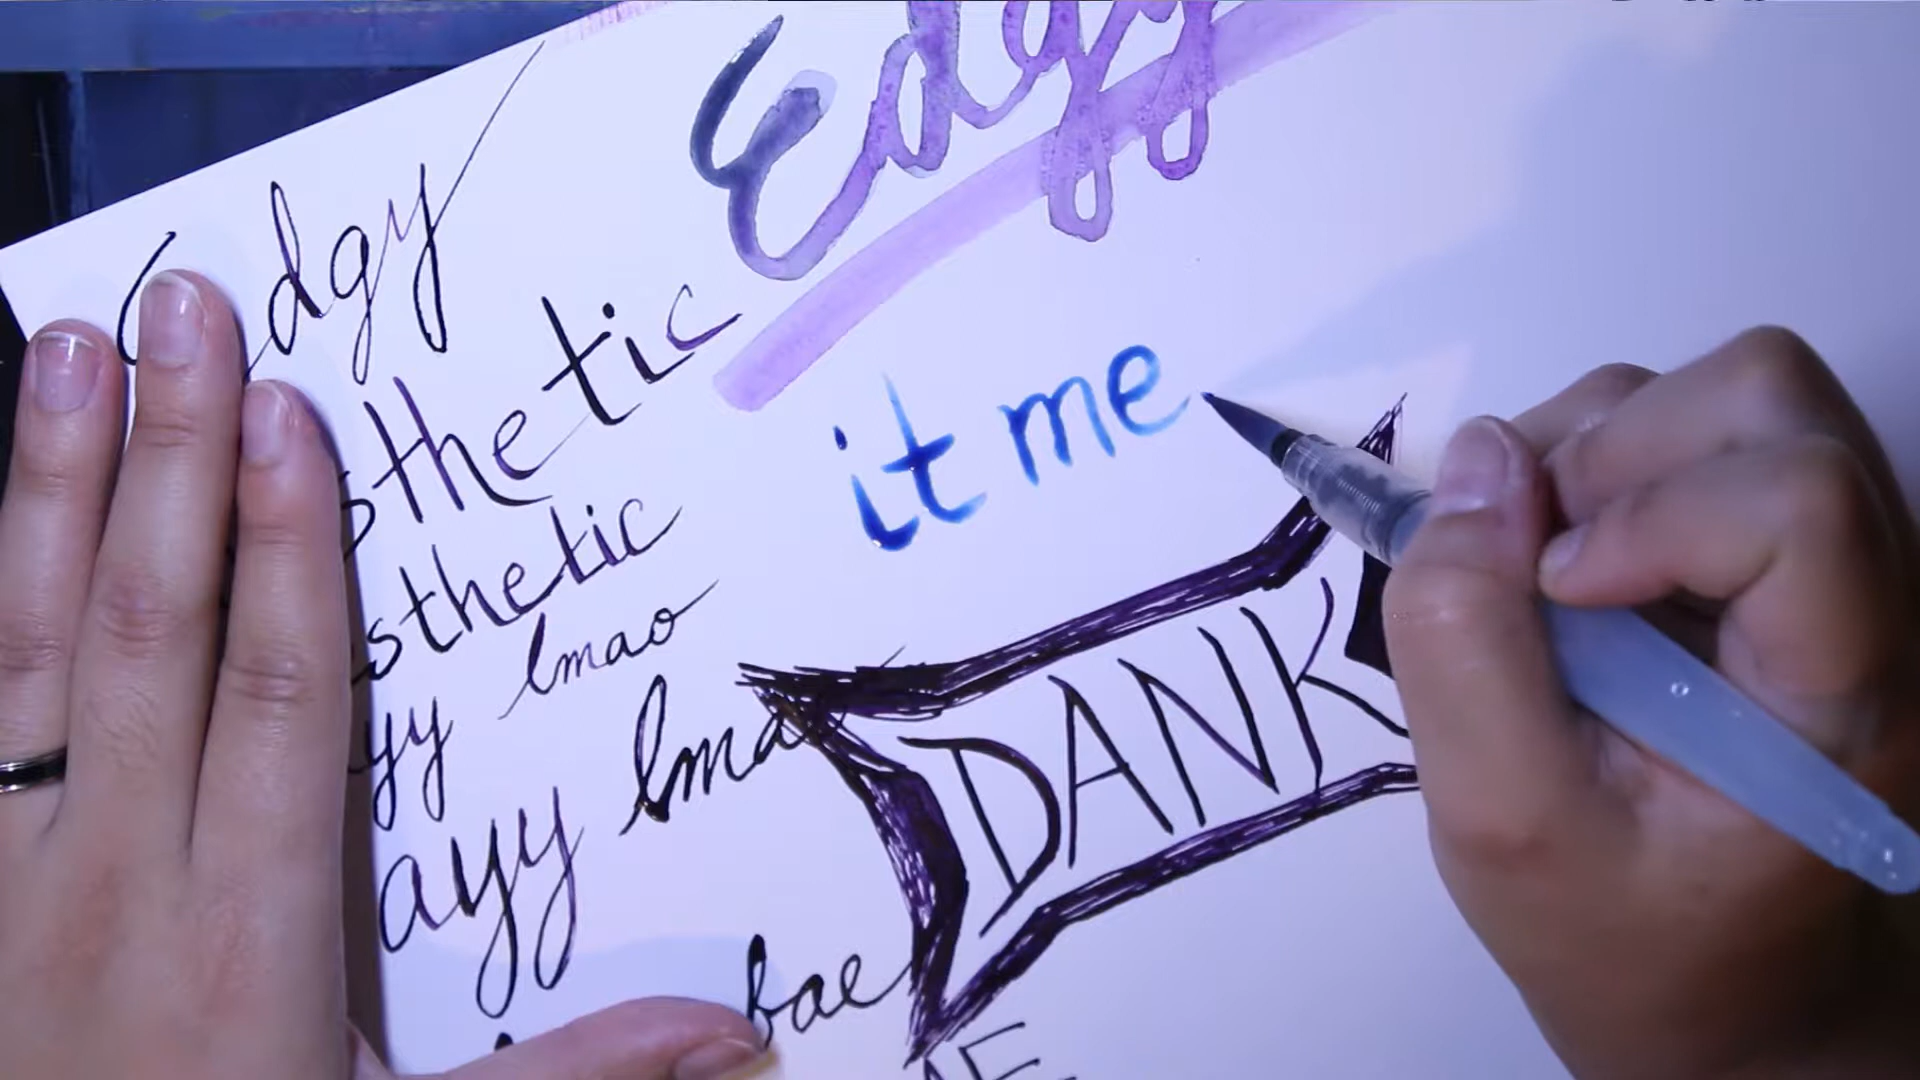 Edgy
Edgy
sthetic
it me
sthetic
yy lmao
DANK
ayy lma
bae